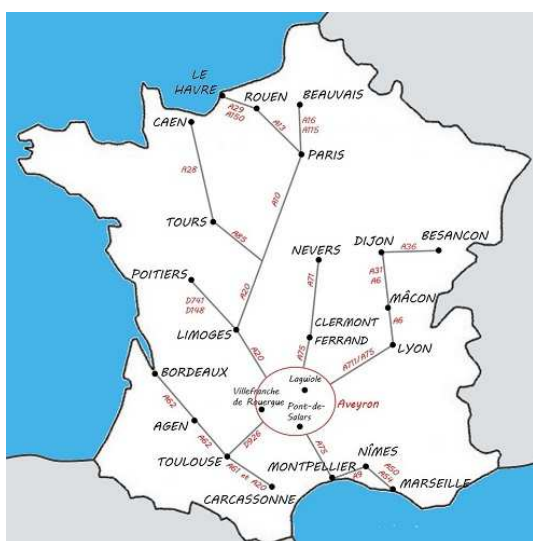 LE
HAVRE
ROUEN
BEAUVAIS
A29
A150
A16
A115
CAEN
A13
PARIS
A28
A10
TOURS
A85
NEVERS
DIJON
A36
BESANCON
POITIERS
A71
A31
A6
D741
D148
A20
MÂCON
LIMOGES
CLERMONT
FERRAND
A6
A20
A75
A711/A75
LYON
BORDEAUX
Laguiole
Villefranche
de Rouergue
Aveyron
A62
Pont-de-
Salars
AGEN
A62
D926
A75
TOULOUSE
NÎMES
MONTPELLIER
A50
A54
A61 et A20
A9
MARSEILLE
CARCASSONNE